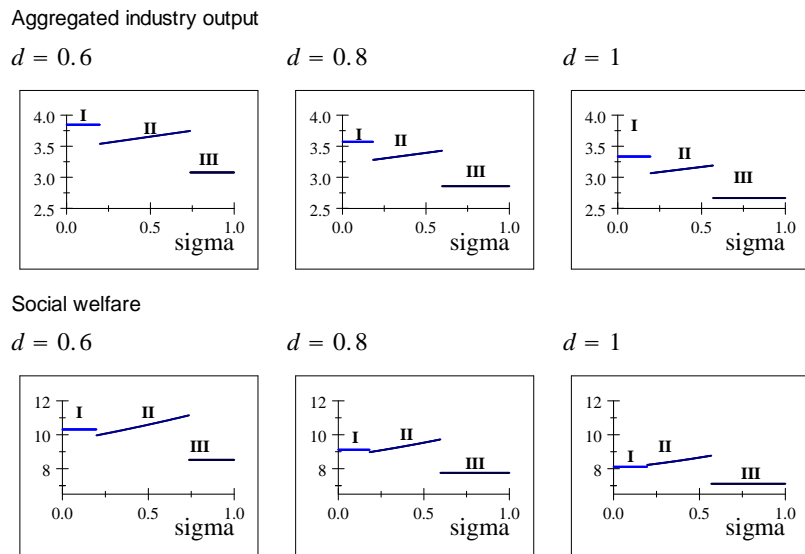 Aggregated industry output
d = 0.6
d = 0.8
d = 1
4.0
3.5
3.0
2.5
I
II
III
0.0 0.5 1.0
sigma
4.0
3.5
3.0
2.5
I
II
III
0.0 0.5 1.0
sigma
4.0
3.5
3.0
2.5
I
II
III
0.0 0.5 1.0
sigma
Social welfare
d = 0.6
d = 0.8
d = 1
12
10
8
I
II
III
0.0 0.5 1.0
sigma
12
10
8
I
II
III
0.0 0.5 1.0
sigma
12
10
8
I
II
III
0.0 0.5 1.0
sigma